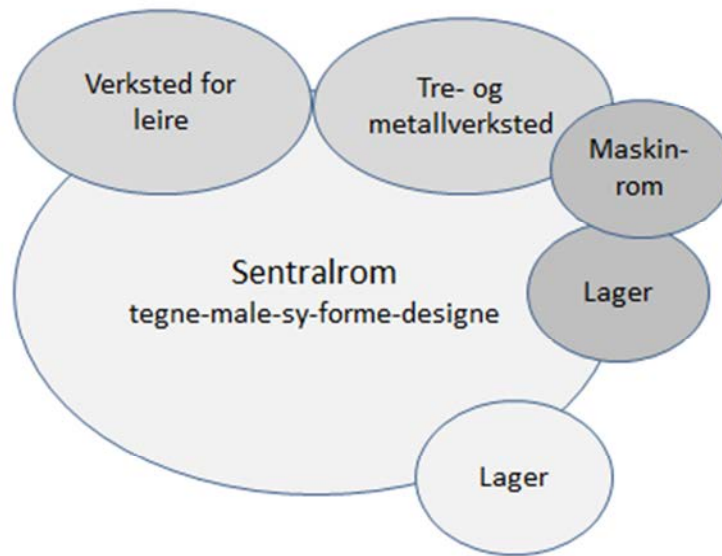 Verksted for
leire
Tre- og
metallverksted
Maskin-
rom
Sentralrom
tegne-male-sy-forme-designe
Lager
Lager